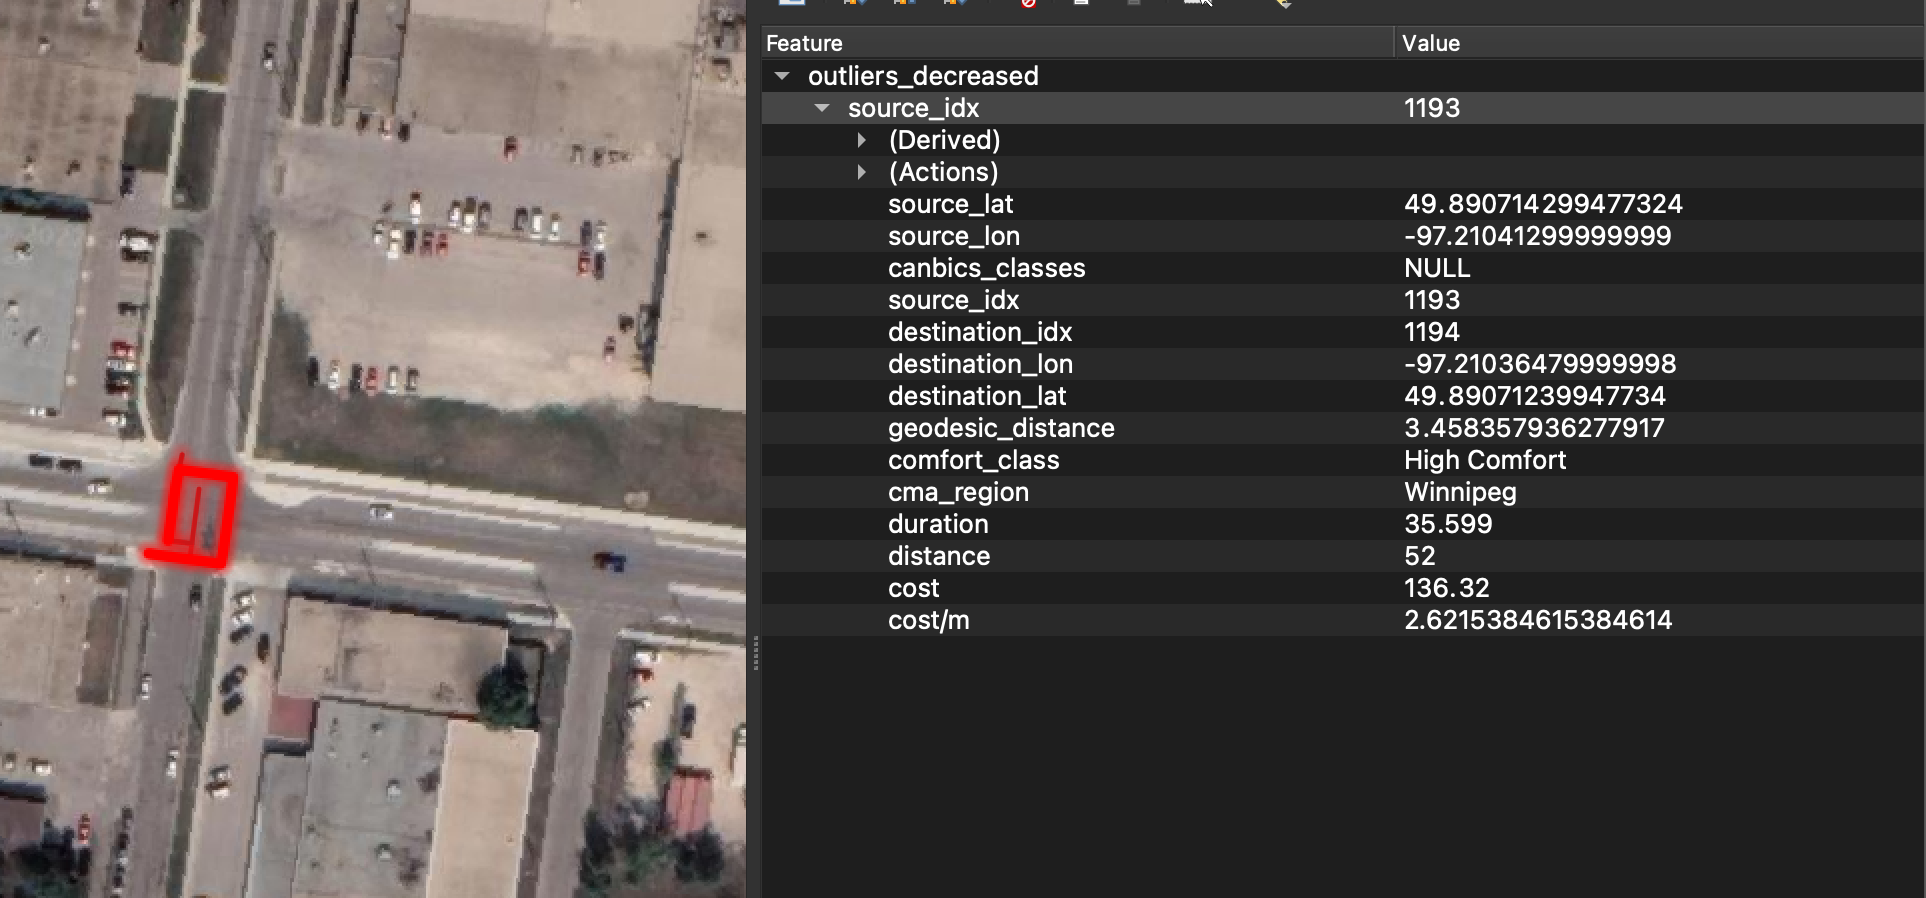 Feature Value
outliers_decreased
source_idx 1193
(Derived)
(Actions)
source_lat 49.890714299477324
source_lon -97.21041299999999
canbics_classes NULL
source_idx 1193
destination_idx 1194
destination_lon -97.21036479999998
destination_lat 49.89071239947734
geodesic_distance 3.458357936277917
comfort_class High Comfort
cma_region Winnipeg
duration 35.599
distance 52
cost 136.32
cost/m 2.6215384615384614